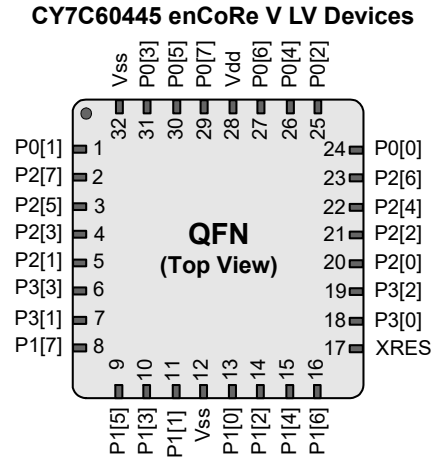 CY7C60445 enCoRe V LV Devices
Vss P0[3] P0[5] P0[7] Vdd P0[6] P0[4] P0[2]
32 31 30 29 28 27 26 25
P0[1] 1 24 P0[0]
P2[7] 2 23 P2[6]
P2[5] 3 22 P2[4]
P2[3] 4 QFN 21 P2[2]
P2[1] 5 (Top View) 20 P2[0]
P3[3] 6 19 P3[2]
P3[1] 7 18 P3[0]
P1[7] 8 17 XRES
9 10 11 12 13 14 15 16
P1[5] P1[3] P1[1] Vss P1[0] P1[2] P1[4] P1[6]